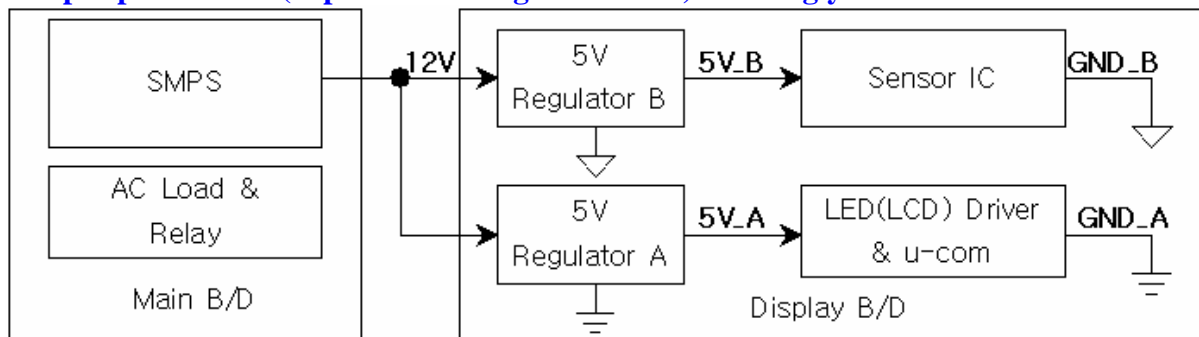 SMPS
AC Load &
Relay
Main B/D
12V
5V
Regulator B
5V_B
Sensor IC
GND_B
5V
Regulator A
5V_A
LED(LCD) Driver
& u-com
GND_A
Display B/D